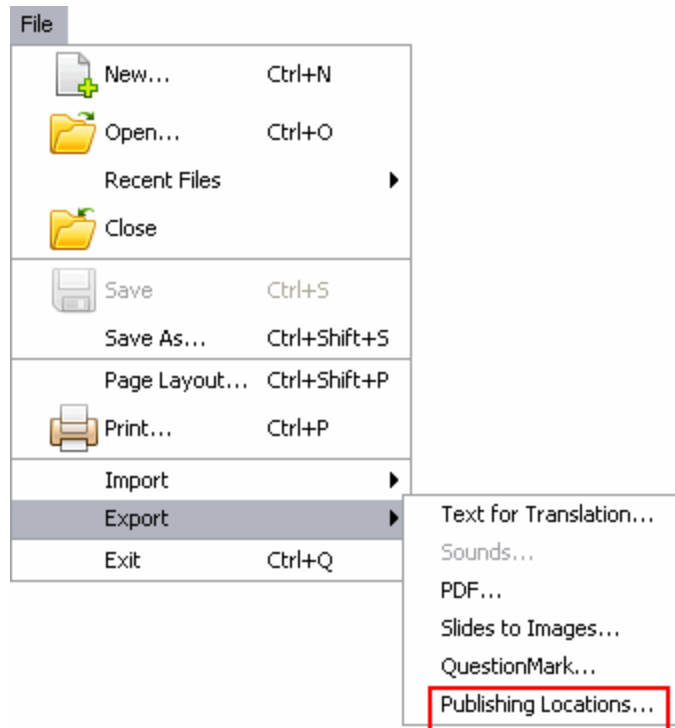 File
New... Ctrl+N
Open... Ctrl+O
Recent Files
Close
Save Ctrl+S
Save As... Ctrl+Shift+S
Page Layout... Ctrl+Shift+P
Print... Ctrl+P
Import
Export
Exit Ctrl+Q
Text for Translation...
Sounds...
PDF...
Slides to Images...
QuestionMark...
Publishing Locations...